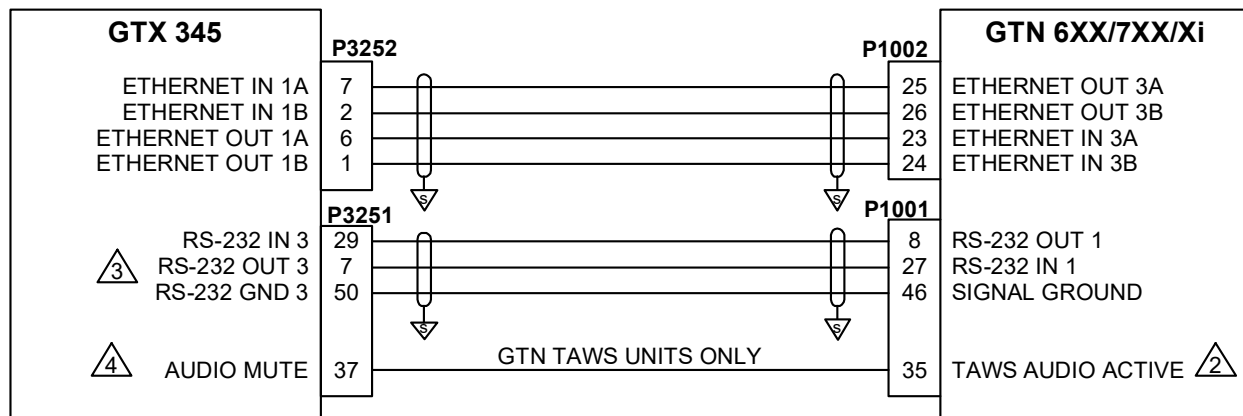 GTX 345 GTN 6XX/7XX/Xi
P3252 P1002
ETHERNET IN 1A 7 25 ETHERNET OUT 3A
ETHERNET IN 1B 2 26 ETHERNET OUT 3B
ETHERNET OUT 1A 6 23 ETHERNET IN 3A
ETHERNET OUT 1B 1 24 ETHERNET IN 3B
S S
P3251 P1001
RS-232 IN 3 29 8 RS-232 OUT 1
3 RS-232 OUT 3 7 27 RS-232 IN 1
RS-232 GND 3 50 46 SIGNAL GROUND
S S
4 AUDIO MUTE 37 GTN TAWS UNITS ONLY 35 TAWS AUDIO ACTIVE 2